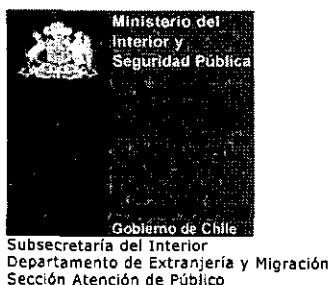 Ministerio del
Interior y
Seguridad Pública
Gobierno de Chile
Subsecretaría del Interior
Departamento de Extranjería y Migración
Sección Atención de Público